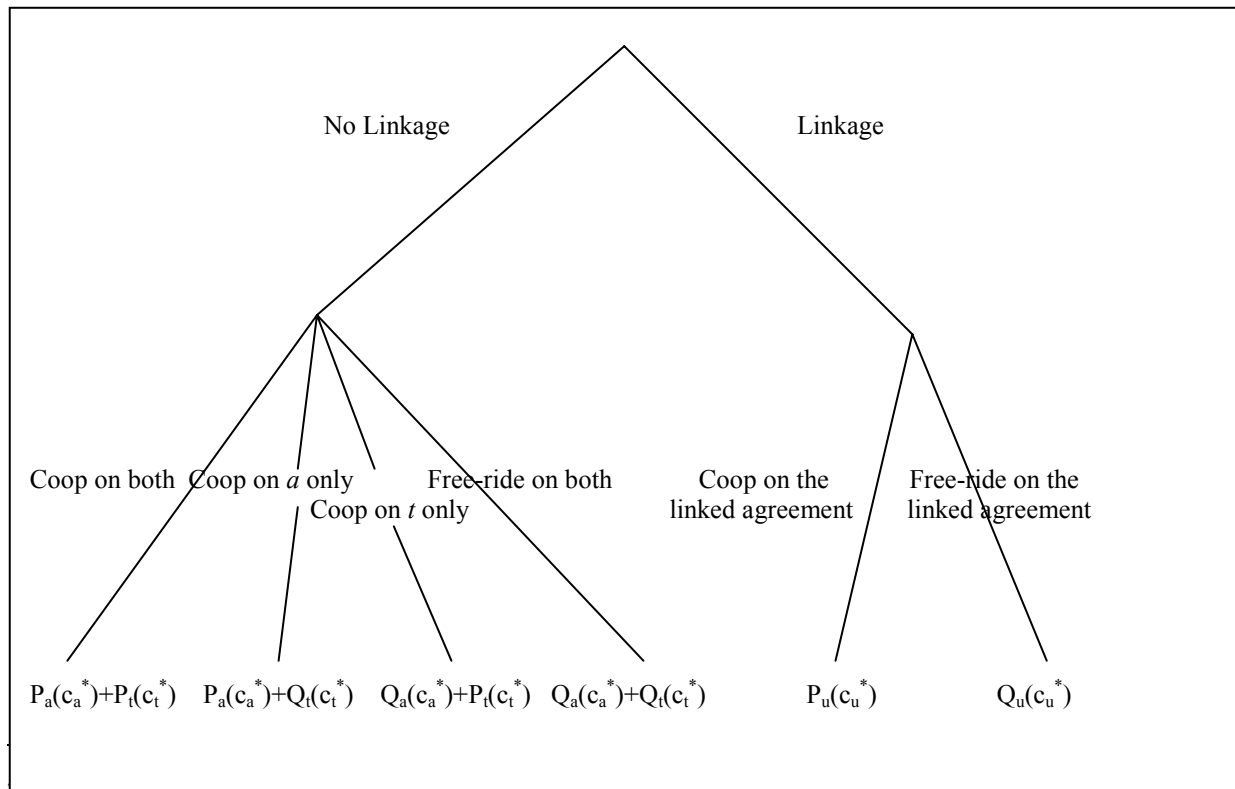 No Linkage Linkage
Coop on both Coop on a only Free-ride on both Coop on the Free-ride on the
Coop on t only linked agreement linked agreement
Pa(ca*)+Pt(ct*) Pa(ca*)+Qt(ct*) Qa(ca*)+Pt(ct*) Qa(ca*)+Qt(ct*) Pu(cu*) Qu(cu*)